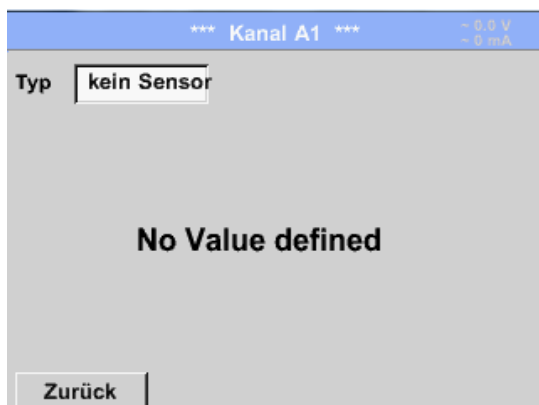 *** Kanal A1 *** ~ 0.0 V
~ 0 mA
Typ kein Sensor
No Value defined
Zurück